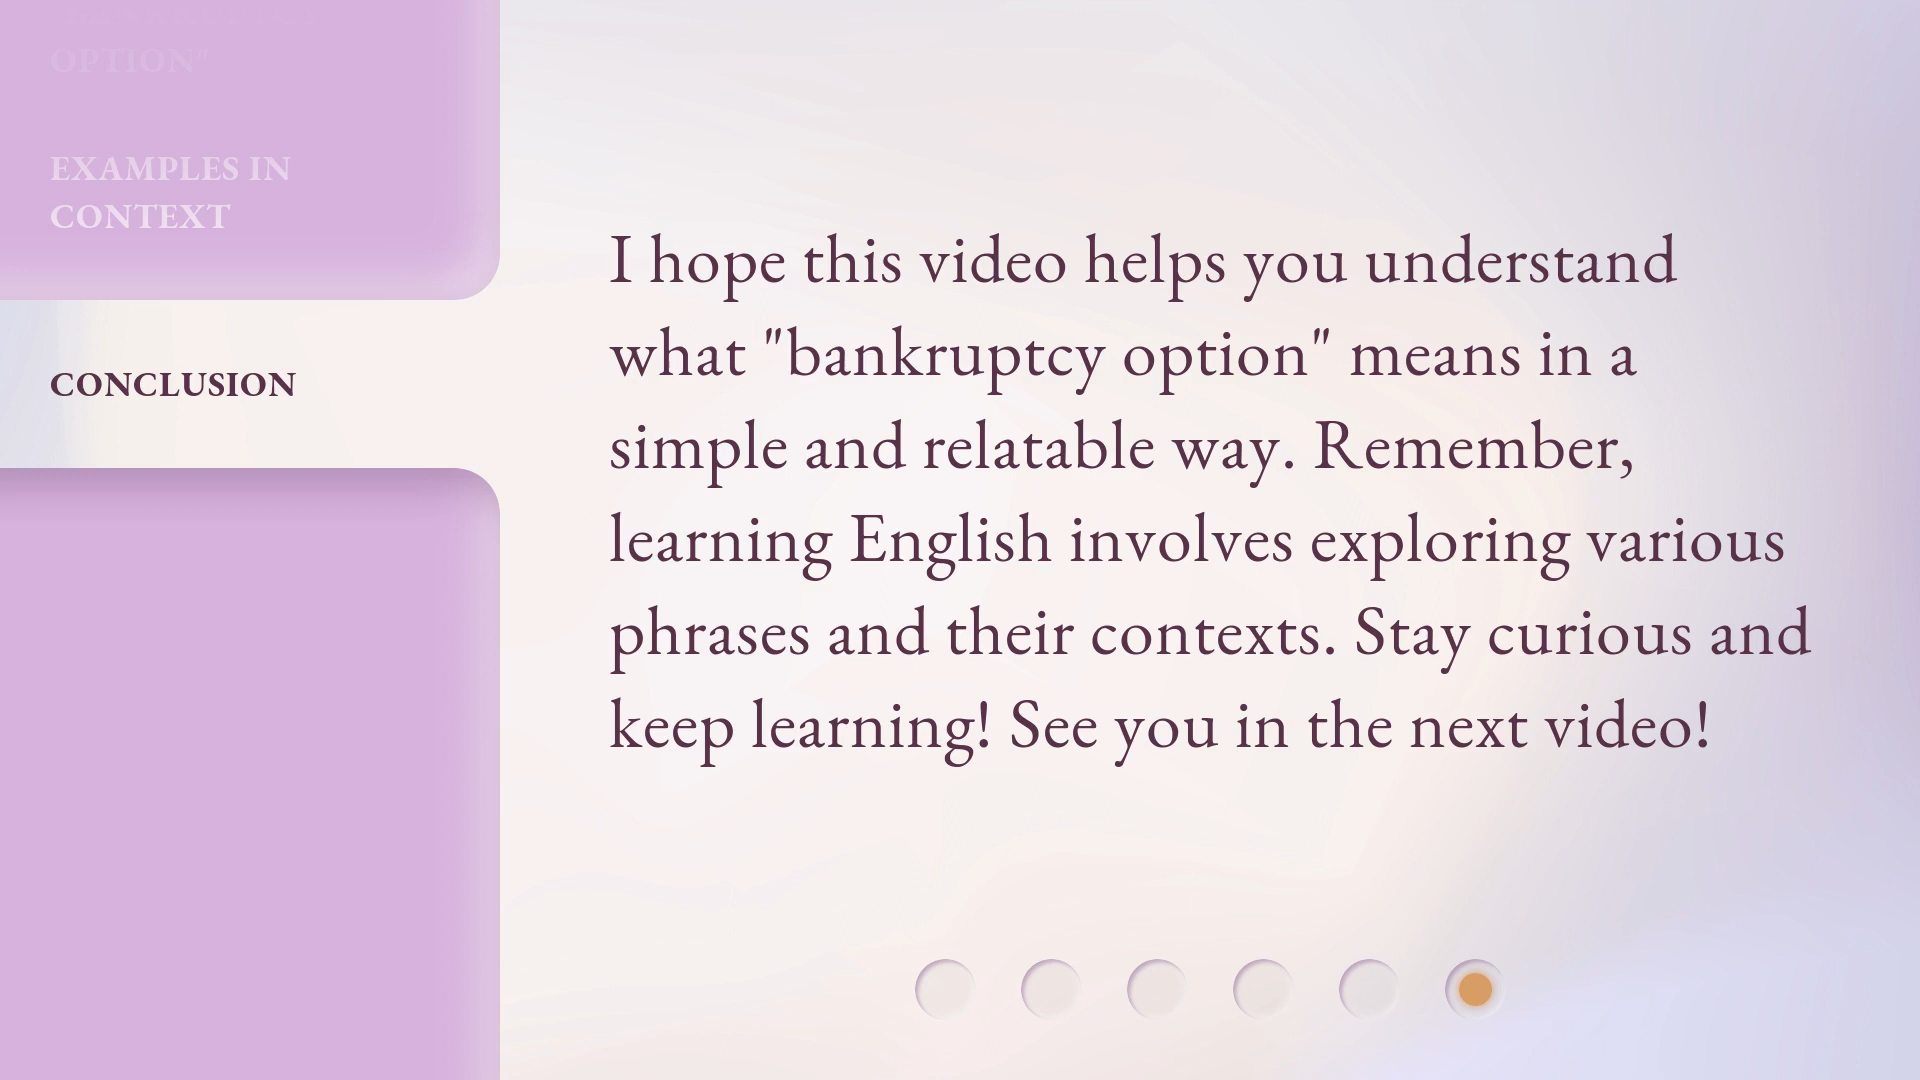 OPTION"
EXAMPLES IN
CONTEXT
CONCLUSION
I hope this video helps you understand
what "bankruptcy option" means in a
simple and relatable way. Remember,
learning English involves exploring various
phrases and their contexts. Stay curious and
keep learning! See you in the next video!